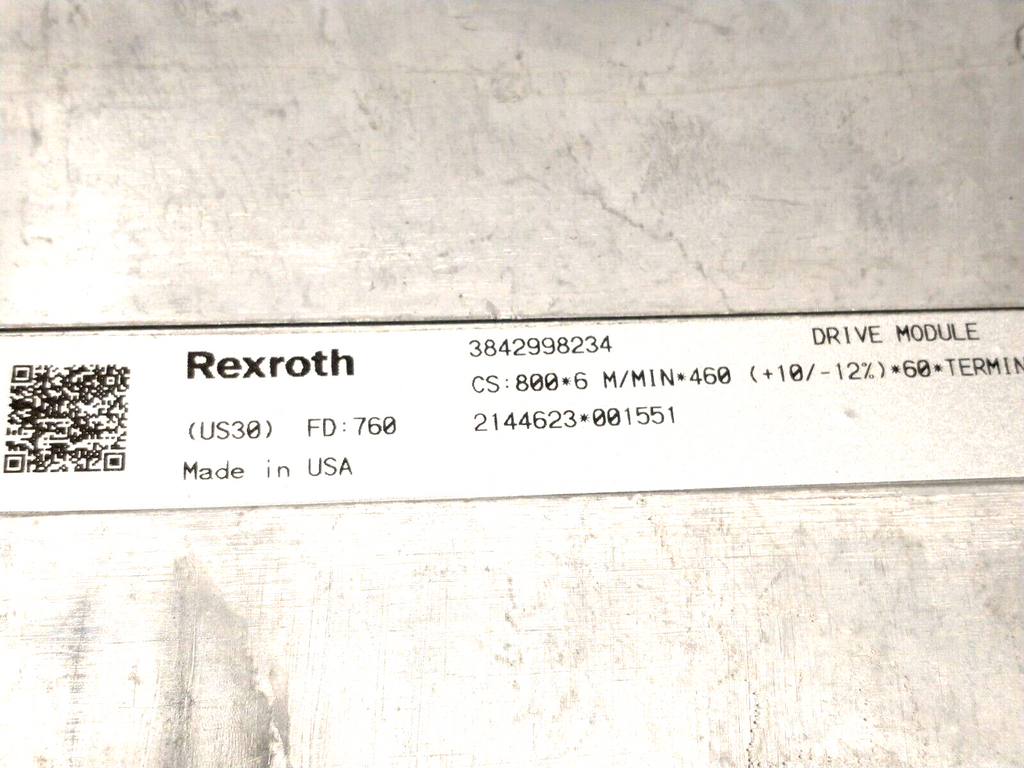 Rexroth
3842998234
DRIVE MODULE
CS:800*6 M/MIN*460 (+10/-12%)*60*TERMIN
(US30) FD:760
2144623*001551
Made in USA